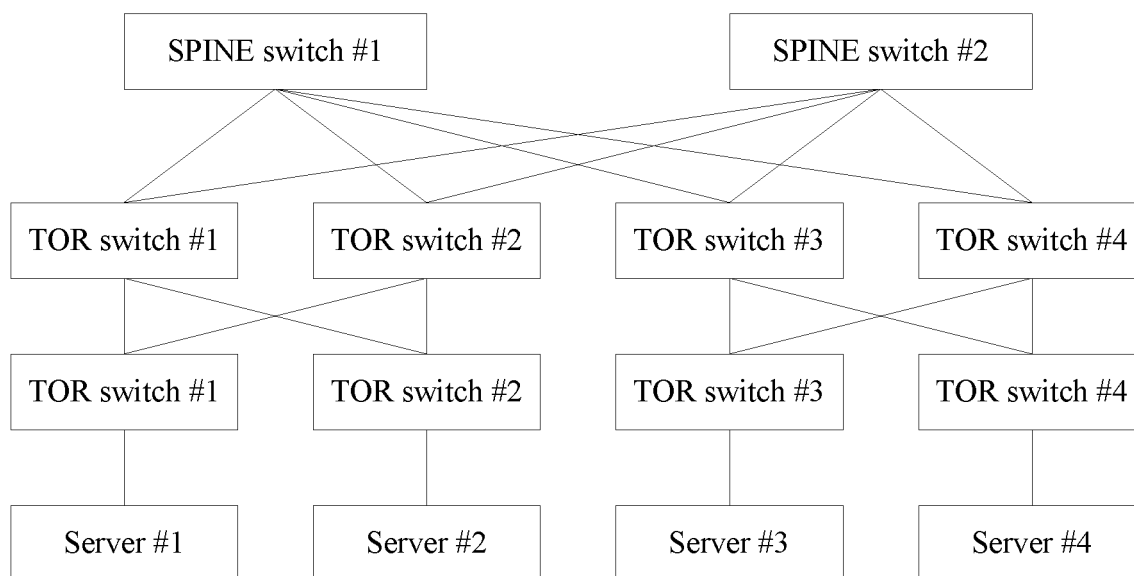 SPINE switch #1
SPINE switch #2
TOR switch #1
TOR switch #2
TOR switch #3
TOR switch #4
TOR switch #1
TOR switch #2
TOR switch #3
TOR switch #4
Server #1
Server #2
Server #3
Server #4